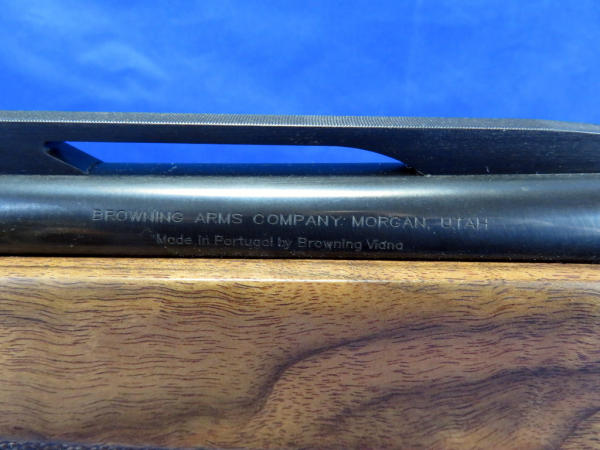 BROWNING ARMS COMPANY MORGAN, UTAH
Made in Portugal by Browning Viana